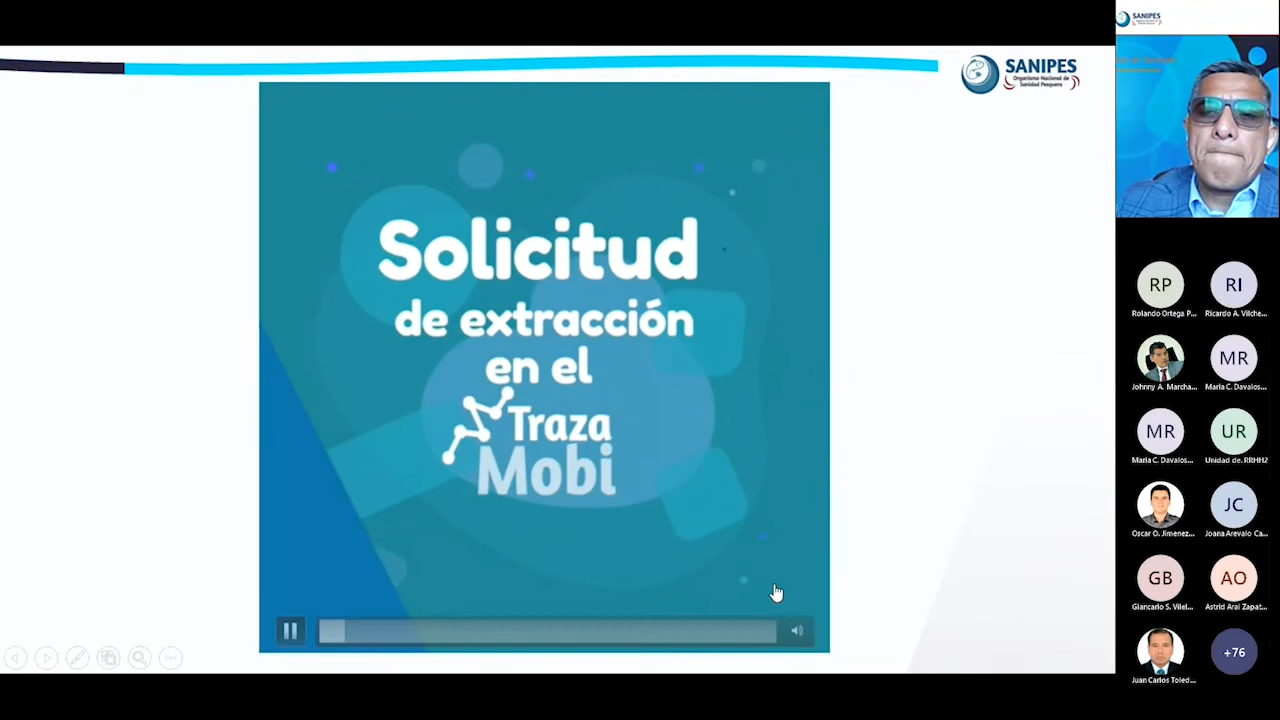 SANIPES
Organismo Nacional de
Sanidad Pesquera
Solicitud
de extracción
en el
Traza
Mobi
SANIPES
RP
Rolando Ortega P...
RI
Ricardo A. Vilche...
Johnny A. Marcha...
MR
Maria C. Davalos...
MR
Maria C. Davalos...
UR
Unidad de. RRHH2
Oscar O. Jimenez...
JC
Joana Arevalo Ca...
GB
Giancarlo S. Vilel...
AO
Astrid Arai Zapat...
Juan Carlos Toled...
+76